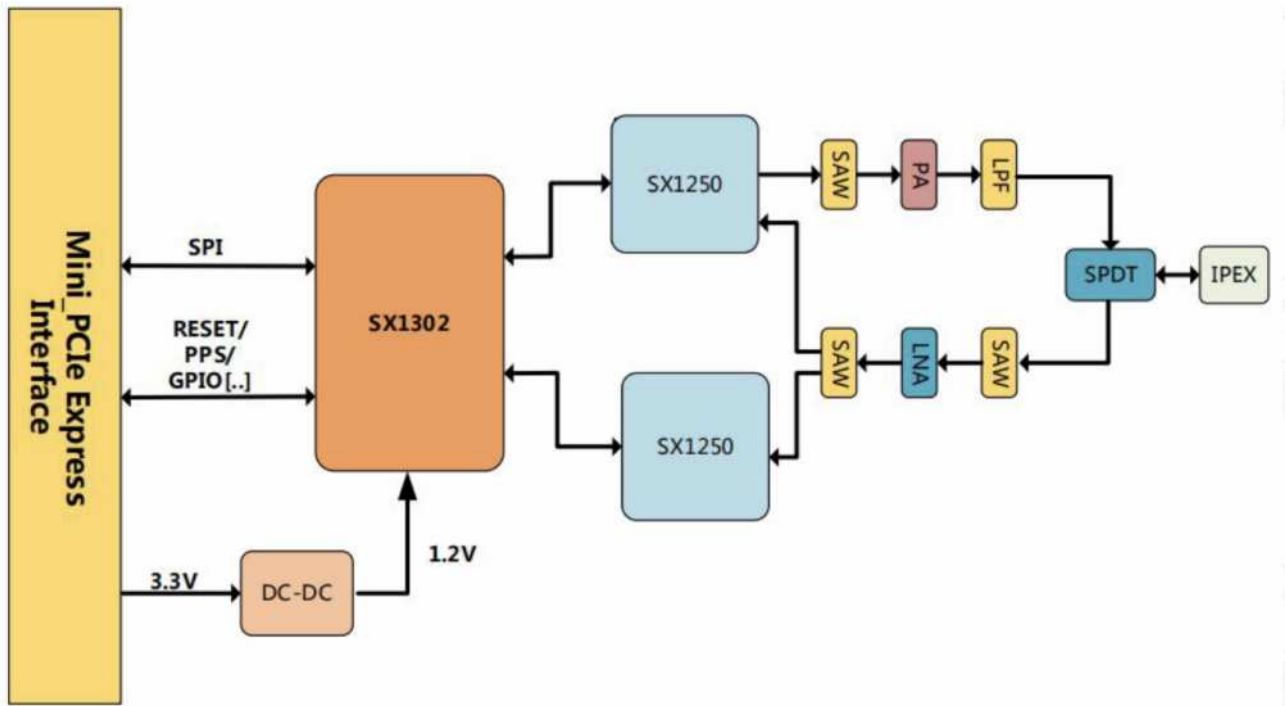 Mini_PCIe Express
Interface
SPI
RESET/
PPS/
GPIO[..]
3.3V
DC-DC
1.2V
SX1302
SX1250
SX1250
SAW
PA
LPF
SPDT
IPEX
SAW
LNA
SAW